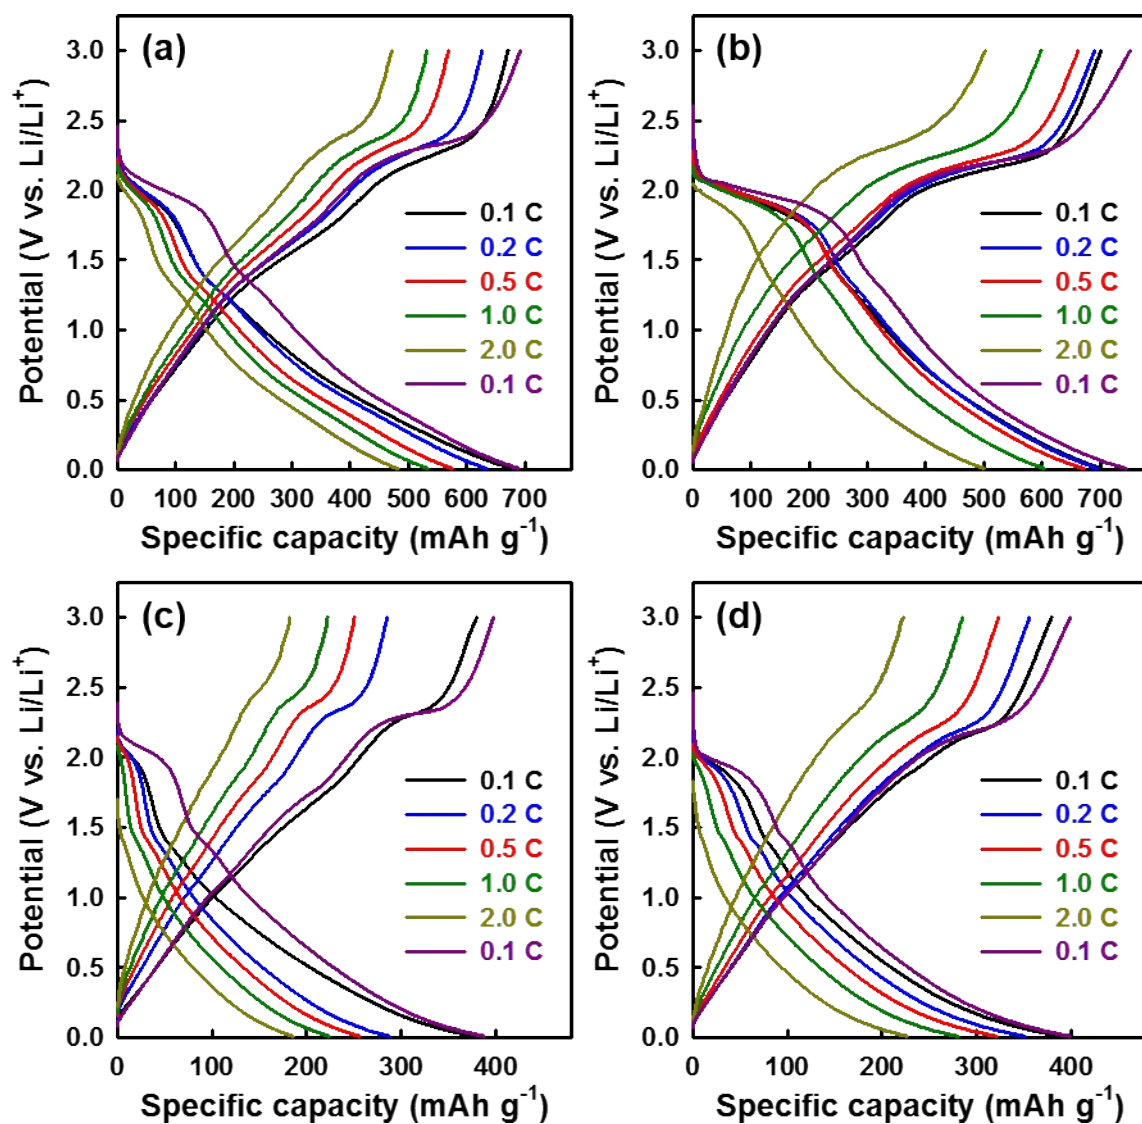 (a)
Potential (V vs. Li/Li⁺)
3.0
2.5
2.0
1.5
1.0
0.5
0.0
0.1 C
0.2 C
0.5 C
1.0 C
2.0 C
0.1 C
0 100 200 300 400 500 600 700
Specific capacity (mAh g⁻¹)
(b)
Potential (V vs. Li/Li⁺)
3.0
2.5
2.0
1.5
1.0
0.5
0.0
0.1 C
0.2 C
0.5 C
1.0 C
2.0 C
0.1 C
0 100 200 300 400 500 600 700
Specific capacity (mAh g⁻¹)
(c)
Potential (V vs. Li/Li⁺)
3.0
2.5
2.0
1.5
1.0
0.5
0.0
0.1 C
0.2 C
0.5 C
1.0 C
2.0 C
0.1 C
0 100 200 300 400
Specific capacity (mAh g⁻¹)
(d)
Potential (V vs. Li/Li⁺)
3.0
2.5
2.0
1.5
1.0
0.5
0.0
0.1 C
0.2 C
0.5 C
1.0 C
2.0 C
0.1 C
0 100 200 300 400
Specific capacity (mAh g⁻¹)